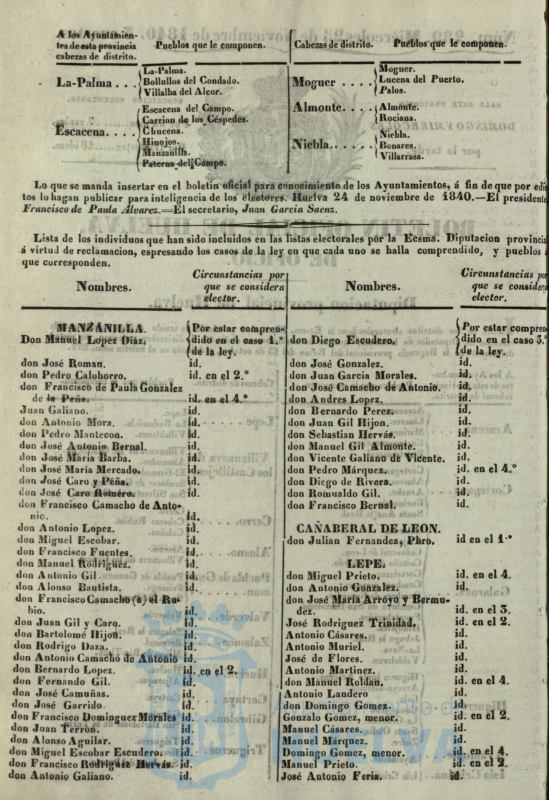 A los Ayuntamien-
tos de esta provincia
cabezas de distrito.
Pueblos que le componen.
La-Palma . . .
La-Palma.
Bollullos del Condado.
Villalba del Alcor.
Escacena. . . .
Escacena del Campo.
Carrion de los Céspedes.
Chucena.
Hinojos.
Manzanilla.
Paterna del Campo.
Cabezas de distrito.
Pueblos que le componen.
Moguer . . . .
Moguer.
Lucena del Puerto.
Palos.
Almonte. . . . .
Almonte.
Rociana.
Niebla. . . . .
Niebla.
Bonares.
Villarrasa.
Lo que se manda insertar en el boletin oficial para conocimiento de los Ayuntamientos, á fin de que por edic
tos lo hagan publicar para inteligencia de los electores. Huelva 24 de noviembre de 1840.—El presidente
Francisco de Paula Alvarez.=El secretario, Juan Garcia Saenz.
Lista de los individuos que han sido incluidos en las listas electorales por la Ecsma. Diputacion provincia
á virtud de reclamacion, espresando los casos de la ley en que cada uno se halla comprendido, y pueblos á
que corresponden.
Nombres.
Circunstancias por
que se considera
elector.
MANZANILLA.
Don Manuel Lopez Diaz.
Por estar compren-
dido en el caso 1.º
de la ley.
don José Roman. id.
don Pedro Calohorro. id. en el 2.º
don Francisco de Paula Gonzalez
de la Peña. id. en el 4.º
Juan Galiano. id.
don Antonio Mora. id.
don Pedro Mantecon. id.
don José Antonio Bernal. id.
don José Maria Barba. id.
don José Maria Mercado. id.
don José Caro y Peña. id.
don José Caro Romero. id.
don Francisco Camacho de Anto-
nio. id.
don Antonio Lopez. id.
don Miguel Escobar. id.
don Francisco Fuentes. id.
don Manuel Rodriguez. id.
don Antonio Gil id.
don Alonso Bautista. id.
don Francisco Camacho (a) el Ru-
bio. id.
don Juan Gil y Caro. id.
don Bartolomé Hijon. id.
don Rodrigo Daza. id.
don Antonio Camacho de Antonio id.
don Bernardo Lopez. id. en el 2.
don Fernando Gil. id.
don José Camuñas. id.
don José Garrido id.
don Francisco Dominguez Morales id.
don Juan Terron. id.
don Alonso Aguilar. id.
don Miguel Escobar Escudero. id.
don Francisco Rodriguez Hervás. id.
don Antonio Galiano. id.
Nombres.
Circunstancias por
que se considera
elector.
don Diego Escudero.
Por estar compren
dido en el caso 3.º
de la ley.
don José Gonzalez. id.
don Juan Garcia Morales. id.
don José Camacho de Antonio. id.
don Andres Lopez. id.
don Bernardo Perez. id.
don Juan Gil Hijon. id.
don Sebastian Hervás. id.
don Manuel Gil Almonte. id.
don Vicente Galiano de Vicente. id.
don Pedro Márquez. id. en el 4.º
don Diego de Rivera. id.
don Romualdo Gil. id.
don Francisco Bernal. id.
CAÑABERAL DE LEON.
don Julian Fernandez, Pbro. id en el 1.º
LEPE.
don Miguel Prieto. id. en el 4.
don Antonio Gonzalez. id.
don José Maria Arroyo y Bermu-
dez. id. en el 3.
José Rodriguez Trinidad. id. en el 2.
Antonio Cásares. id.
Antonio Muriel. id.
José de Flores. id.
Antonio Martinez. id.
don Manuel Roldan. id. en el 4.
Antonio Landero id.
don Domingo Gomez. id.
Gonzalo Gomez, menor. id. en el 2.
Manuel Cásares. id.
Manuel Márquez. id.
Domingo Gomez, menor. id. en el 4.
Manuel Prieto. id. en el 2.
José Antonio Feria. id.